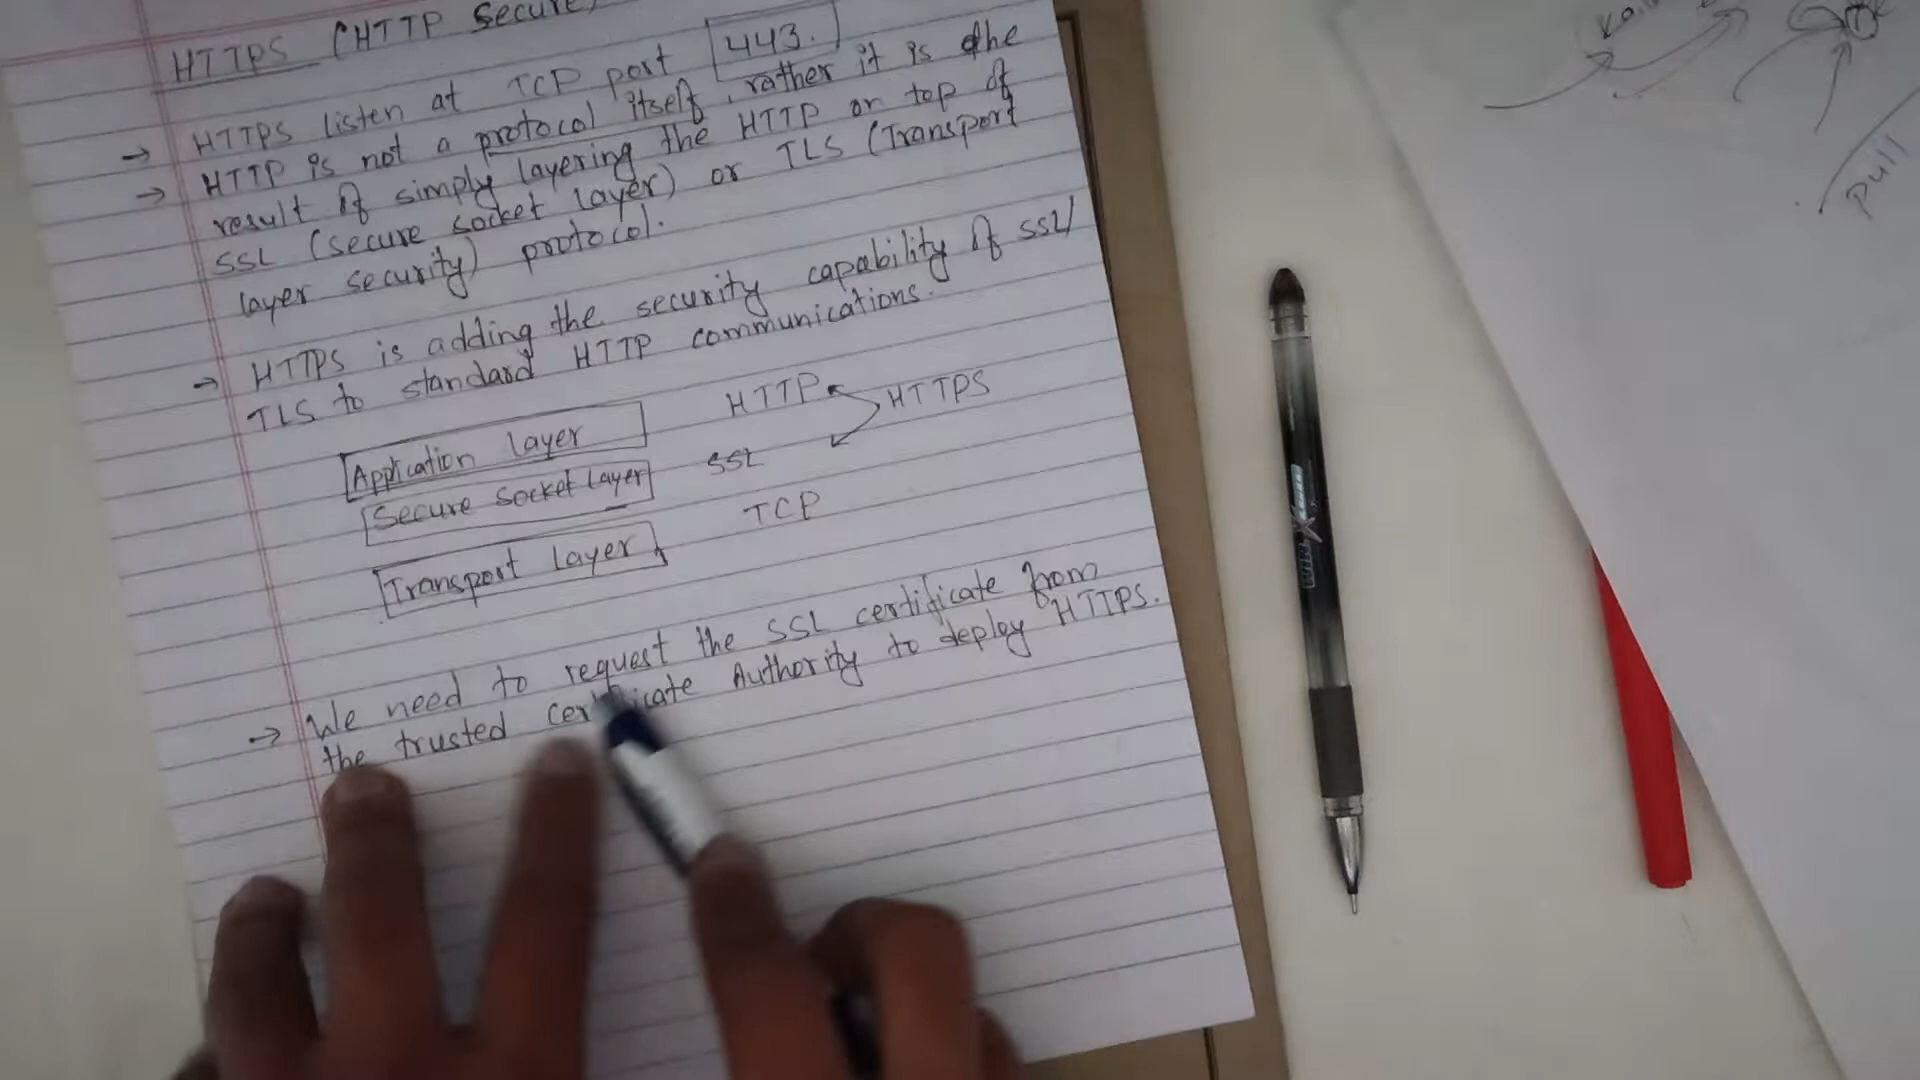 HTTPS (HTTP Secure)
→ HTTPS listen at TCP port 443.
→ HTTP is not a protocol itself, rather it is the
result of simply layering the HTTP on top of
SSL (secure socket layer) or TLS (Transport
layer security) protocol.
→ HTTPS is adding the security capability of SSL/
TLS to standard HTTP communications.
Application layer HTTP HTTPS
Secure socket Layer SSL
Transport layer TCP
→ We need to request the SSL certificate from
the trusted certificate Authority to deploy HTTPS.
pull